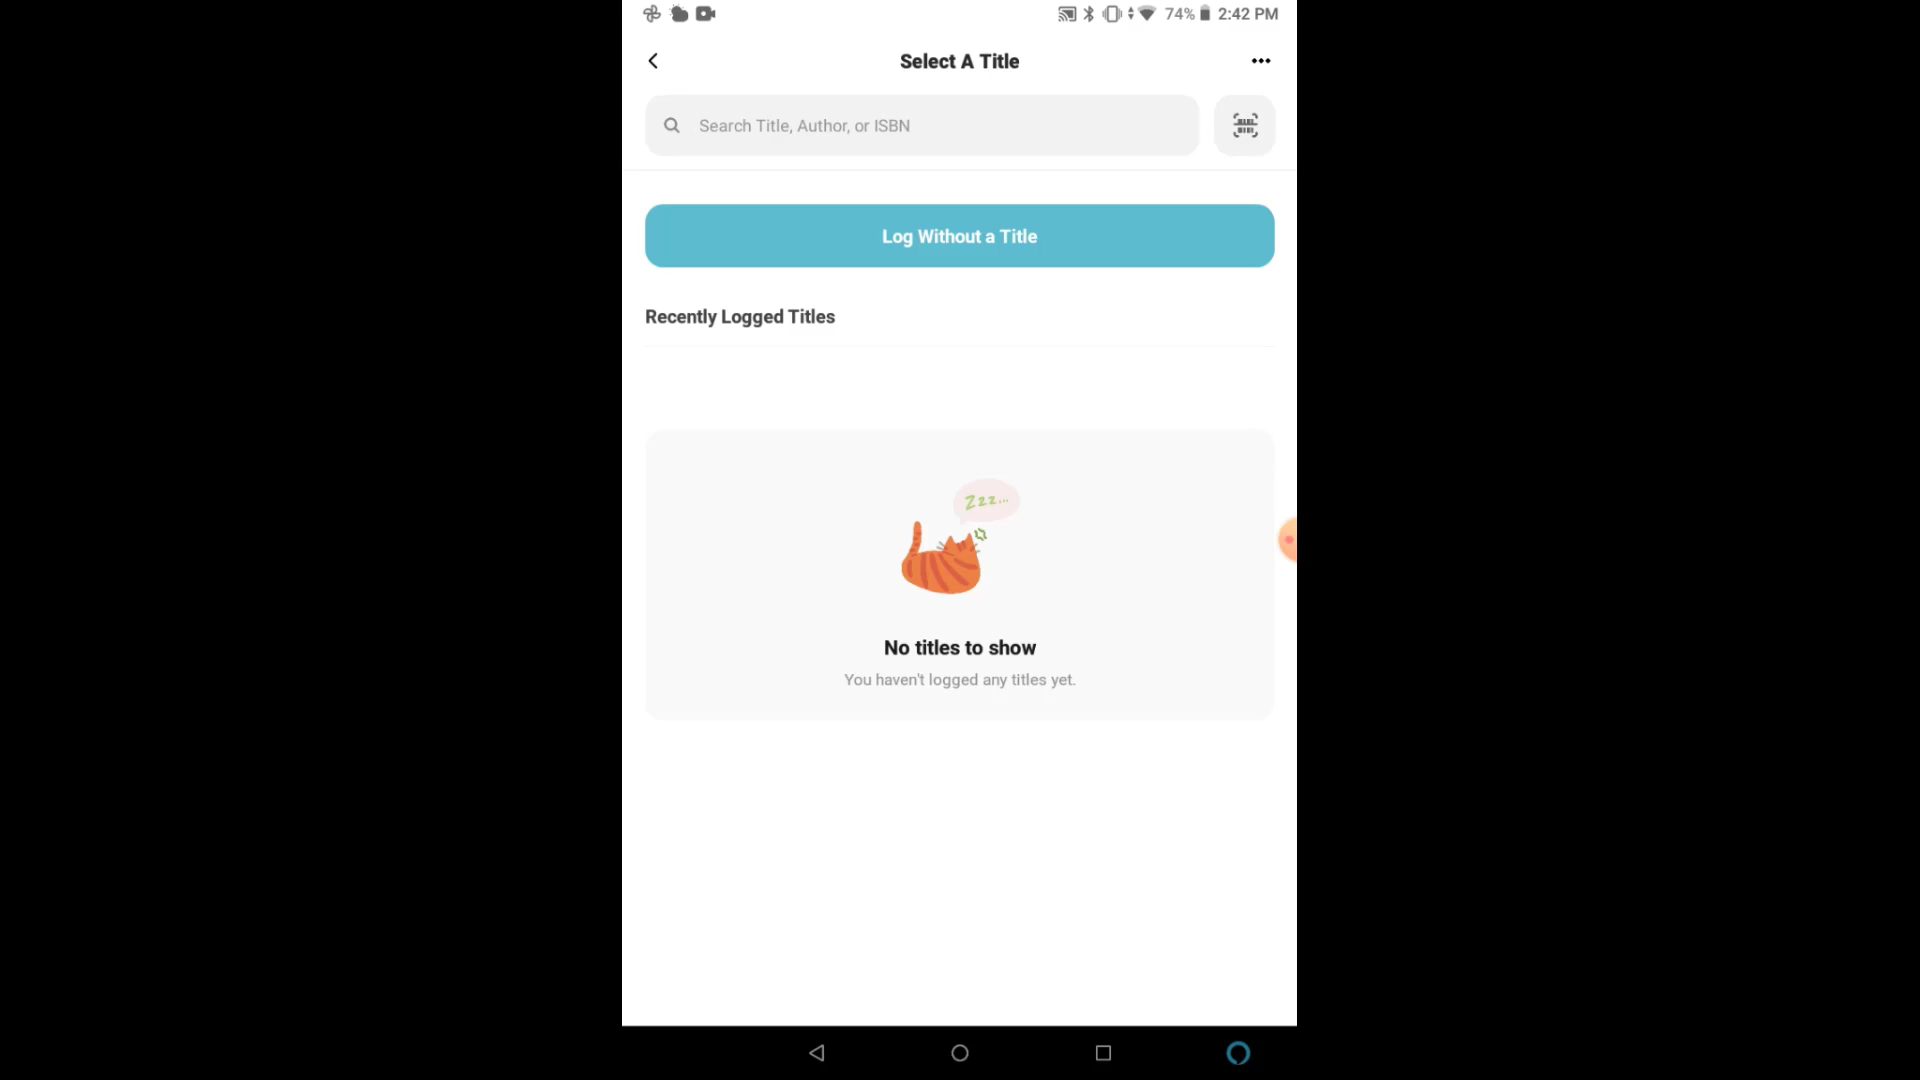 74% 2:42 PM
Select A Title
Search Title, Author, or ISBN
Log Without a Title
Recently Logged Titles
Zzz...
No titles to show
You haven't logged any titles yet.